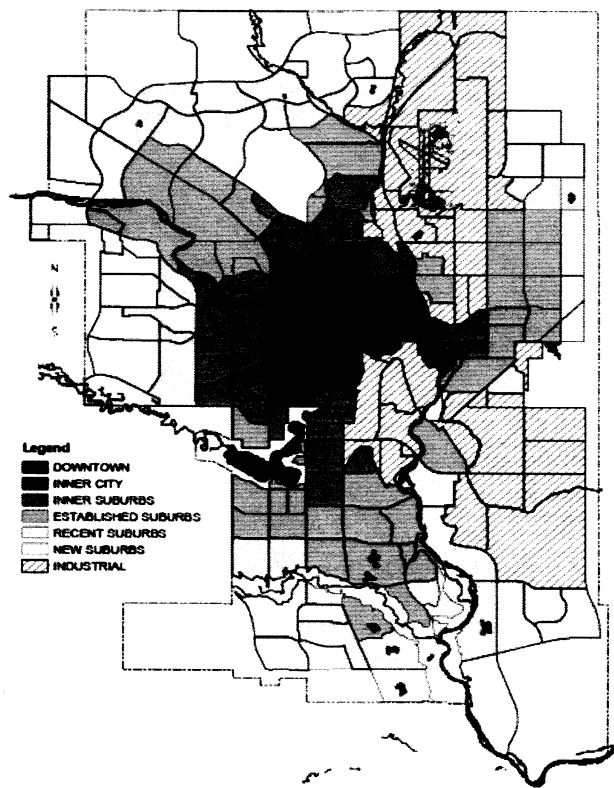 N
S
Legend
DOWNTOWN
INNER CITY
INNER SUBURBS
ESTABLISHED SUBURBS
RECENT SUBURBS
NEW SUBURBS
INDUSTRIAL